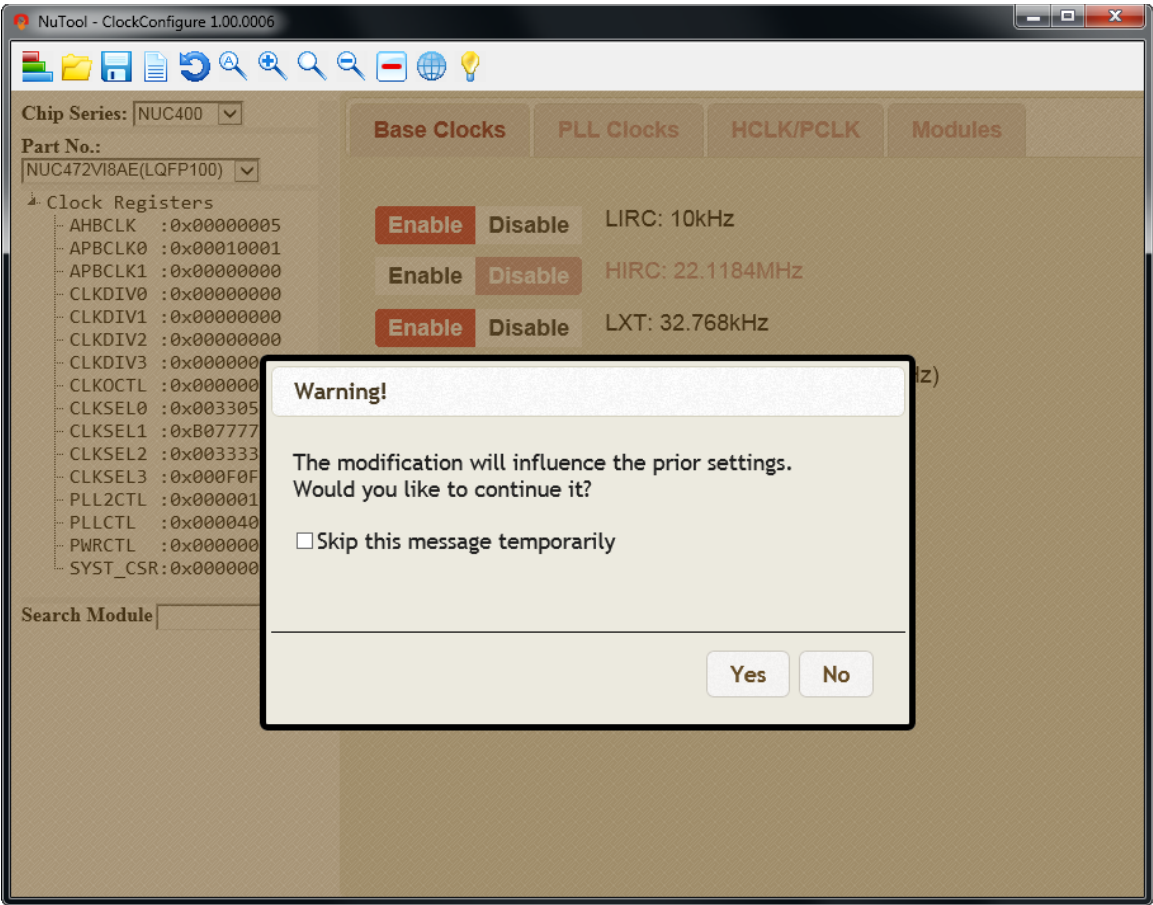 NuTool - ClockConfigure 1.00.0006
Chip Series: NUC400
Part No.:
NUC472VI8AE(LQFP100)
Clock Registers
AHBCLK :0x00000005
APBCLK0 :0x00010001
APBCLK1 :0x00000000
CLKDIV0 :0x00000000
CLKDIV1 :0x00000000
CLKDIV2 :0x00000000
CLKDIV3 :0x0000000
CLKOCTL :0x0000000
CLKSEL0 :0x003305
CLKSEL1 :0xB07777
CLKSEL2 :0x003333
CLKSEL3 :0x000F0F
PLL2CTL :0x000001
PLLCTL :0x000040
PWRCTL :0x000000
SYST_CSR:0x000000
Search Module
Base Clocks PLL Clocks HCLK/PCLK Modules
Enable Disable LIRC: 10kHz
Enable Disable HIRC: 22.1184MHz
Enable Disable LXT: 32.768kHz
Hz)
Warning!
The modification will influence the prior settings.
Would you like to continue it?
Skip this message temporarily
Yes No